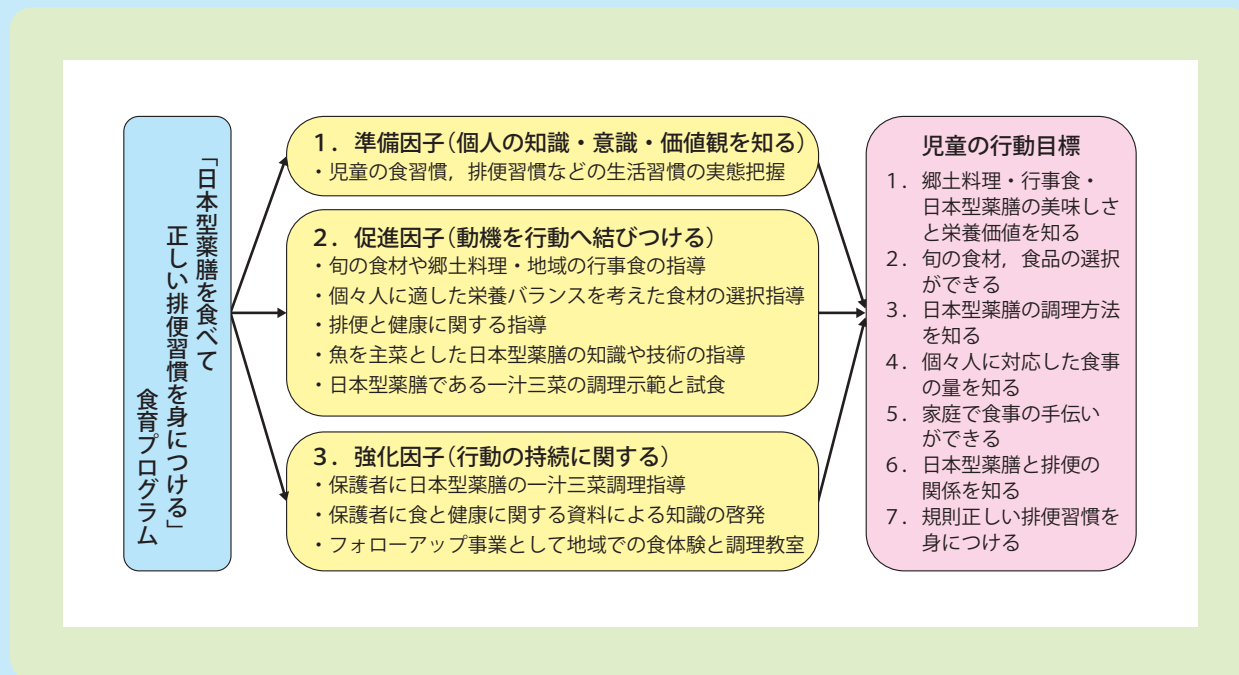 「日本型薬膳を食べて
正しい排便習慣を身につける」
食育プログラム
1．準備因子（個人の知識・意識・価値観を知る）
・児童の食習慣，排便習慣などの生活習慣の実態把握
2．促進因子（動機を行動へ結びつける）
・旬の食材や郷土料理・地域の行事食の指導
・個々人に適した栄養バランスを考えた食材の選択指導
・排便と健康に関する指導
・魚を主菜とした日本型薬膳の知識や技術の指導
・日本型薬膳である一汁三菜の調理示範と試食
3．強化因子（行動の持続に関する）
・保護者に日本型薬膳の一汁三菜調理指導
・保護者に食と健康に関する資料による知識の啓発
・フォローアップ事業として地域での食体験と調理教室
児童の行動目標
1．郷土料理・行事食・
日本型薬膳の美味しさ
と栄養価値を知る
2．旬の食材，食品の選択
ができる
3．日本型薬膳の調理方法
を知る
4．個々人に対応した食事
の量を知る
5．家庭で食事の手伝い
ができる
6．日本型薬膳と排便の
関係を知る
7．規則正しい排便習慣を
身につける